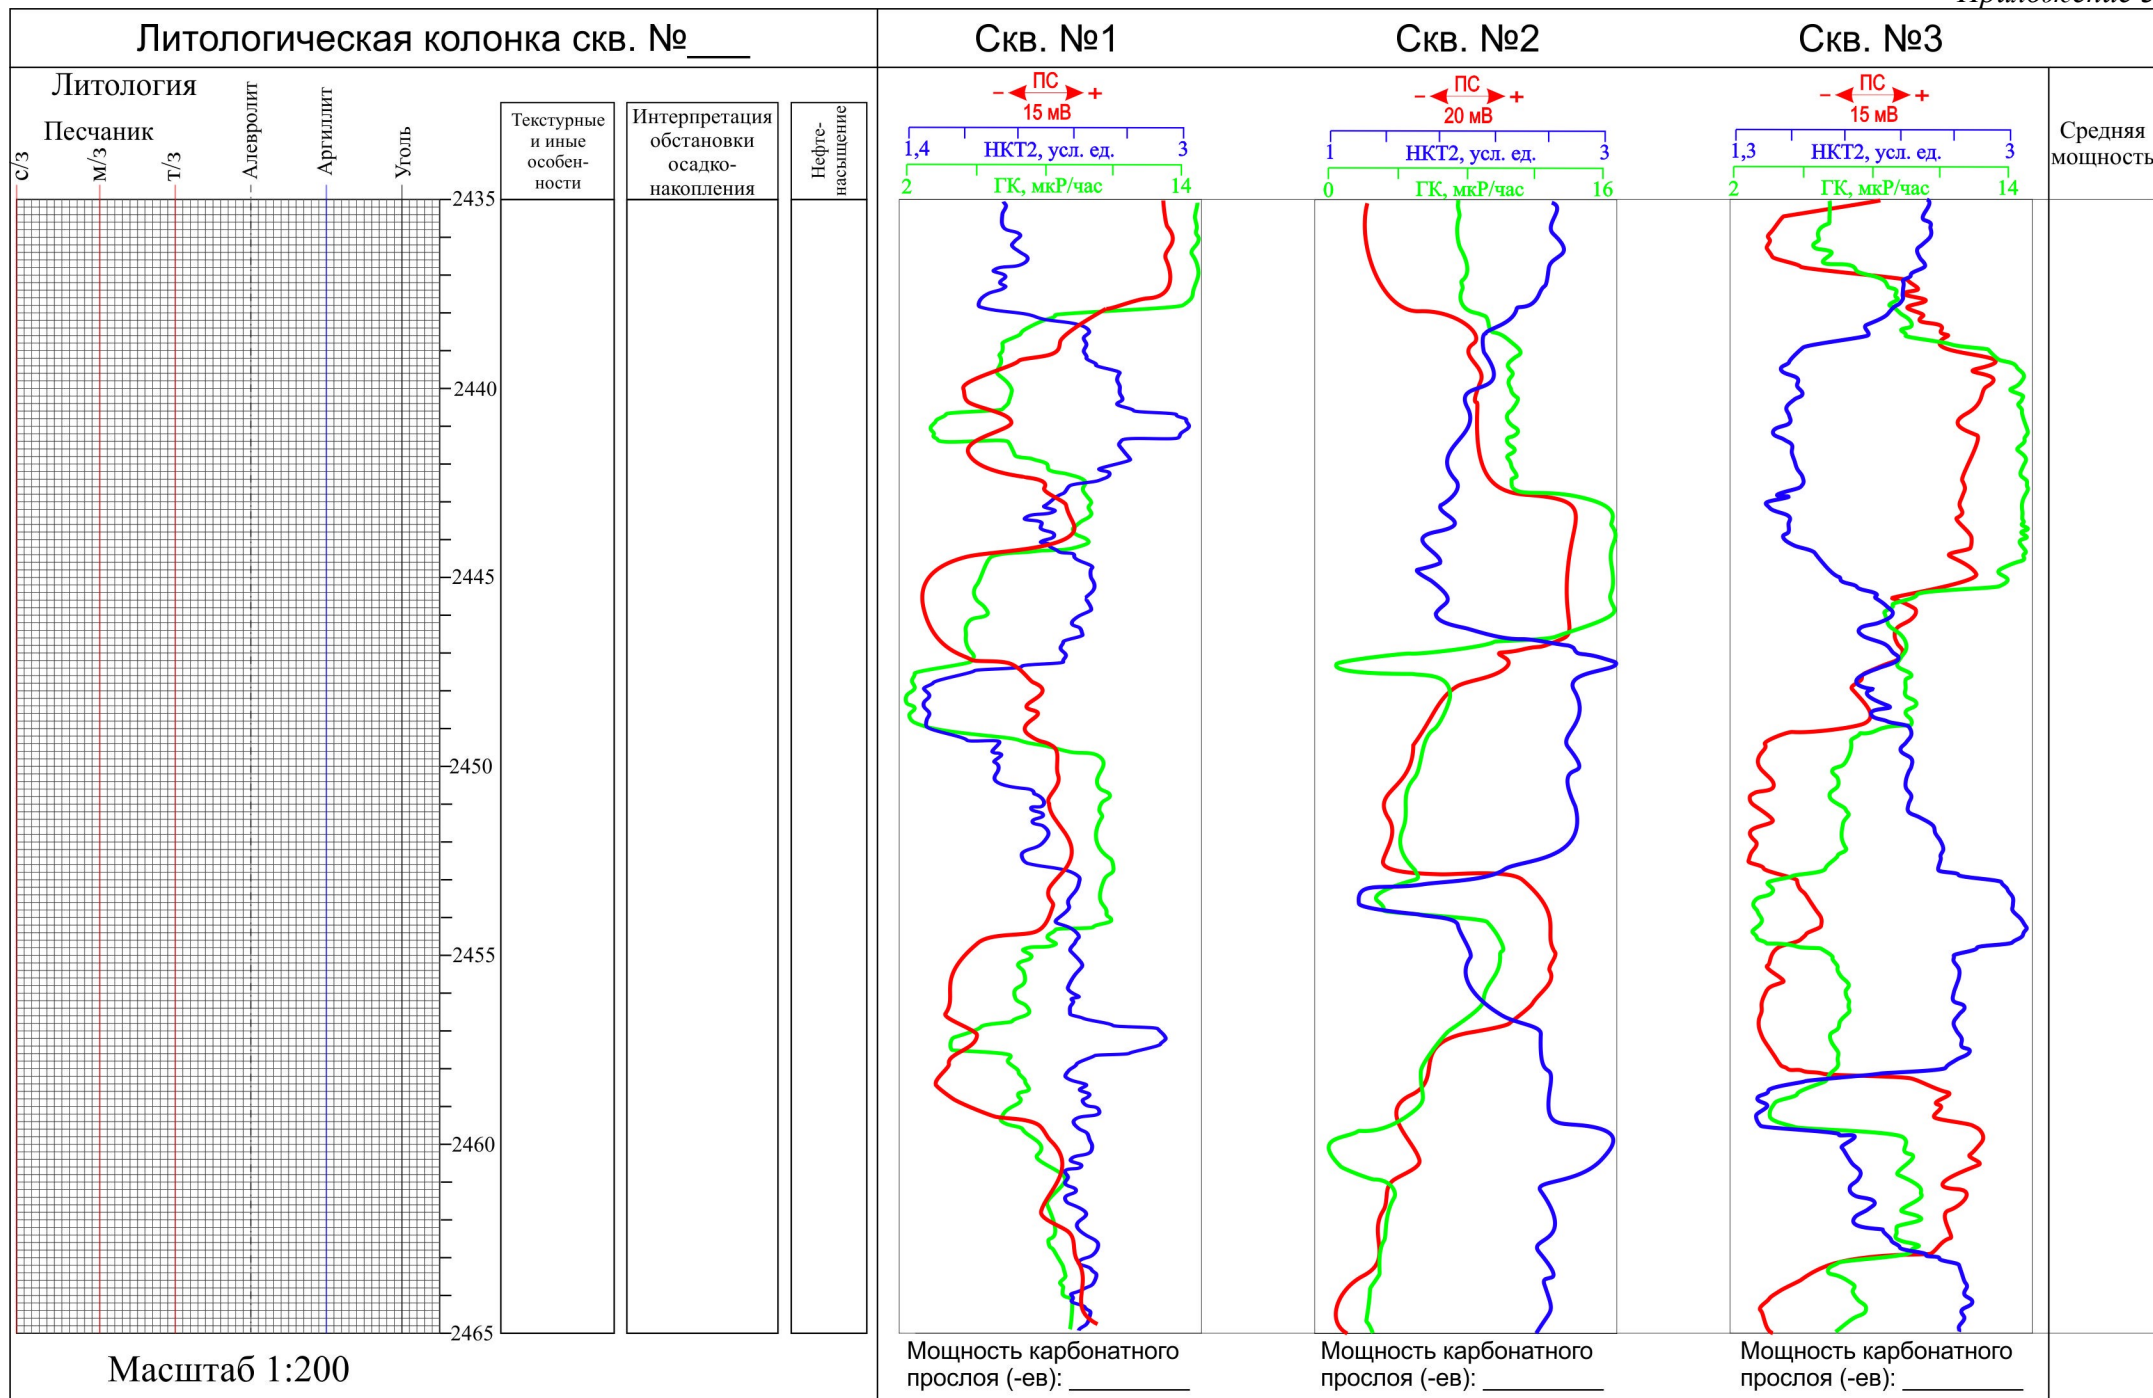 Литологическая колонка скв. №___
Скв. №1
Скв. №2
Скв. №3
Литология
Песчаник
с/з
м/з
т/з
Алевролит
Аргиллит
Уголь
Текстурные
и иные
особен-
ности
Интерпретация
обстановки
осадко-
накопления
Нефте-
насыщение
- ПС +
15 мВ
1,4 НКТ2, усл. ед. 3
2 ГК, мкР/час 14
- ПС +
20 мВ
1 НКТ2, усл. ед. 3
0 ГК, мкР/час 16
- ПС +
15 мВ
1,3 НКТ2, усл. ед. 3
2 ГК, мкР/час 14
Средняя
мощность
2435
2440
2445
2450
2455
2460
2465
Масштаб 1:200
Мощность карбонатного
прослоя (-ев): ___________
Мощность карбонатного
прослоя (-ев): ___________
Мощность карбонатного
прослоя (-ев): ___________